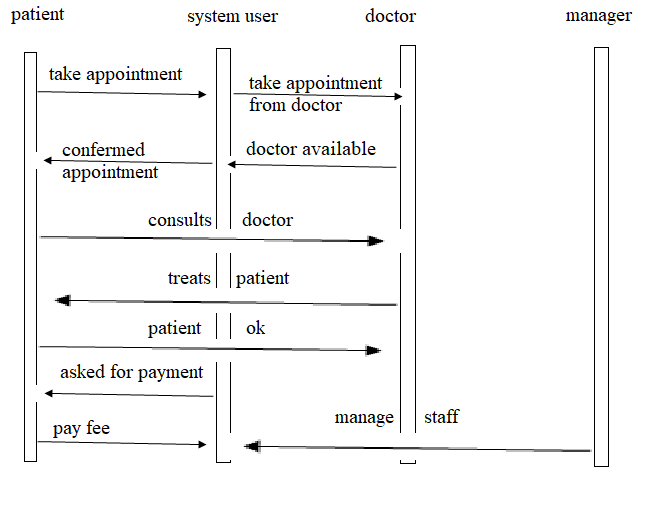 patient system user doctor manager
take appointment
take appointment
from doctor
confermed
appointment
doctor available
consults doctor
treats patient
patient ok
asked for payment
manage staff
pay fee